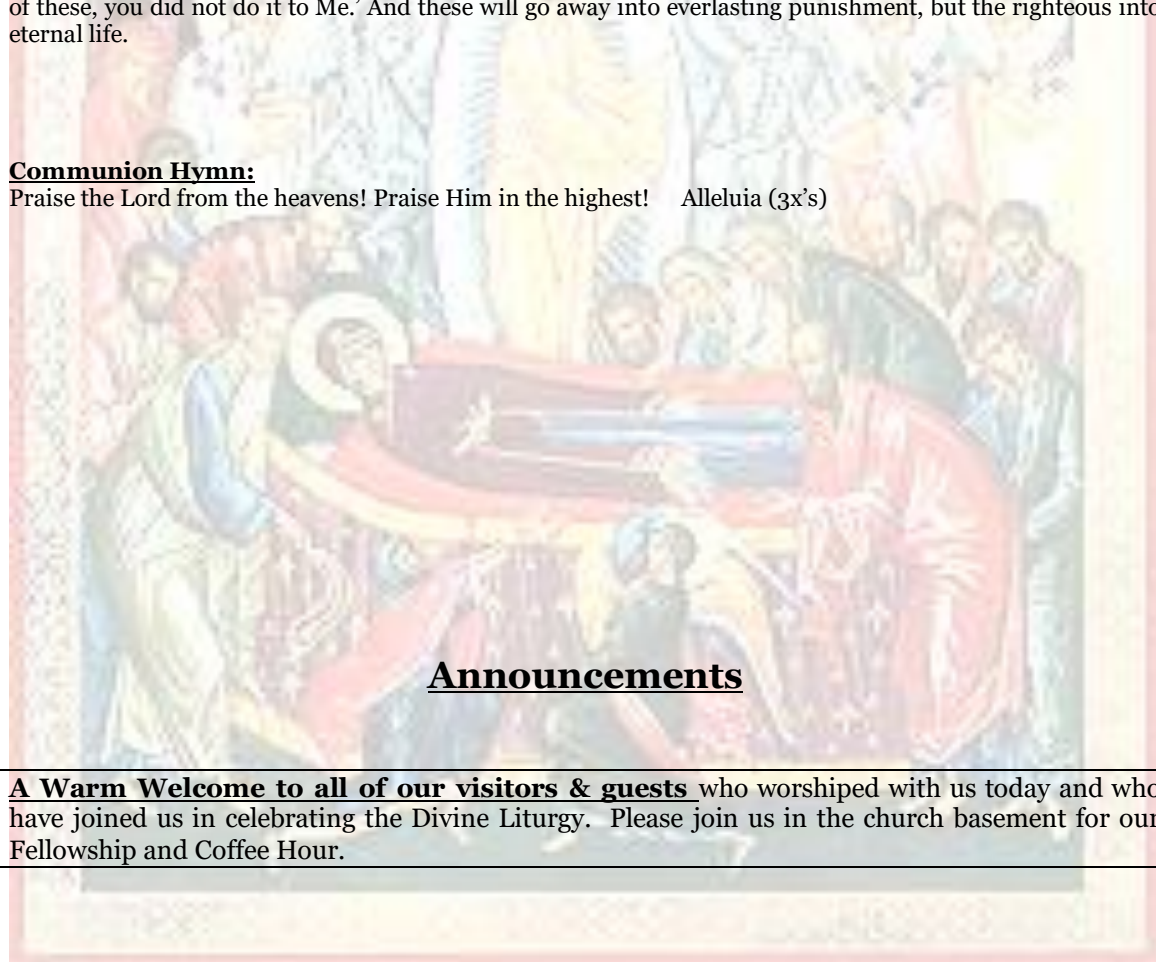 of these, you did not do it to Me.' And these will go away into everlasting punishment, but the righteous into
eternal life.
Communion Hymn:
Praise the Lord from the heavens! Praise Him in the highest! Alleluia (3x's)
Announcements
A Warm Welcome to all of our visitors & guests who worshiped with us today and who
have joined us in celebrating the Divine Liturgy. Please join us in the church basement for our
Fellowship and Coffee Hour.